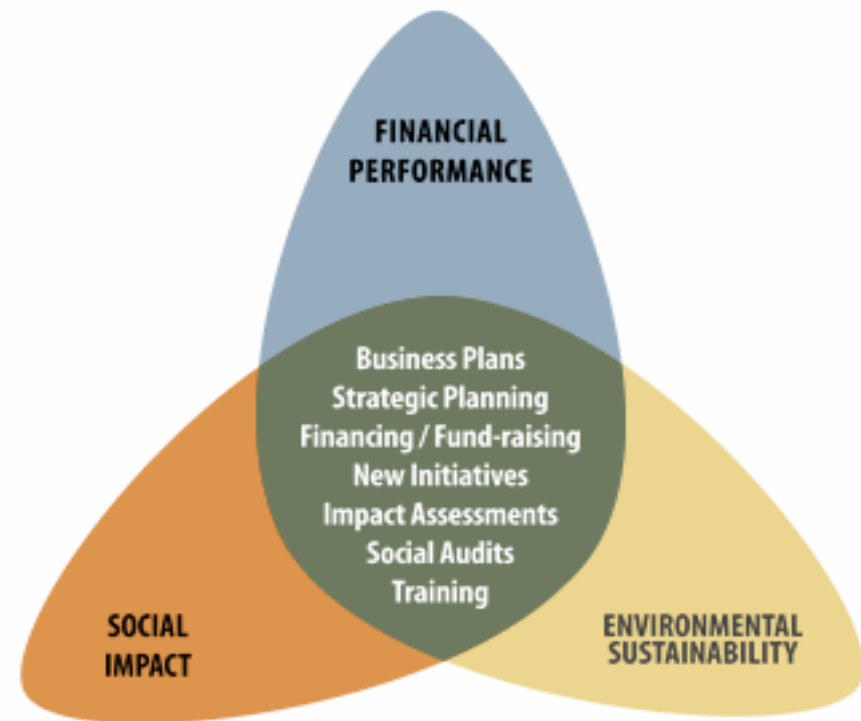 FINANCIAL
PERFORMANCE
Business Plans
Strategic Planning
Financing / Fund-raising
New Initiatives
Impact Assessments
Social Audits
Training
SOCIAL
IMPACT
ENVIRONMENTAL
SUSTAINABILITY